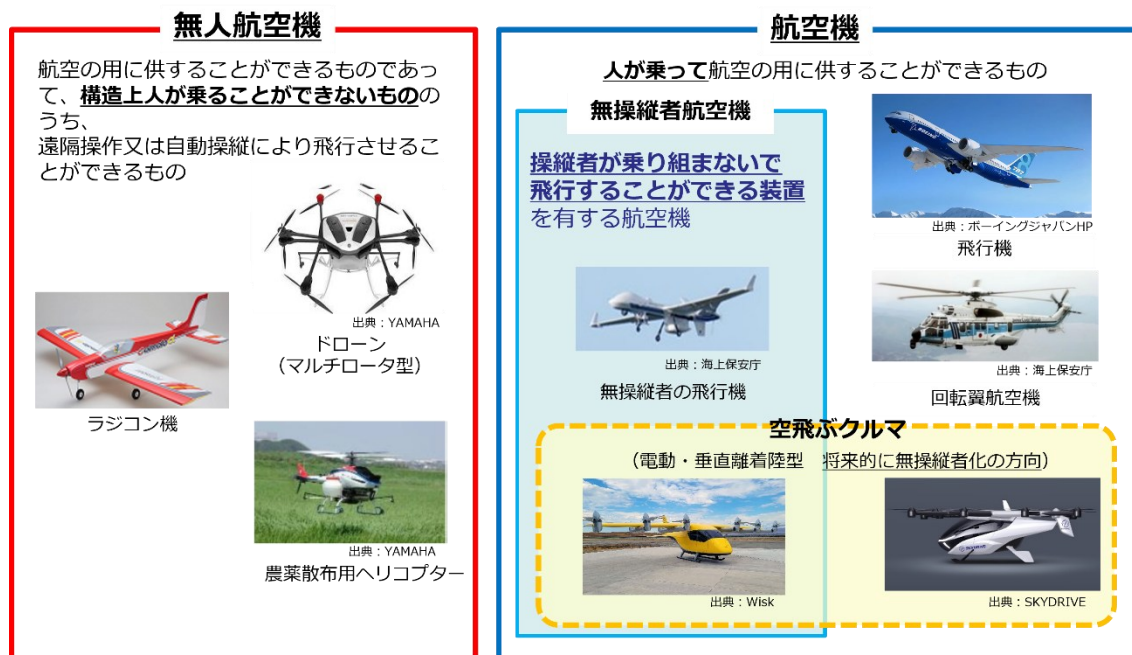 無人航空機
航空の用に供することができるものであっ
て、構造上人が乗ることができないものの
うち、
遠隔操作又は自動操縦により飛行させるこ
とができるもの
出典：YAMAHA
ドローン
（マルチロータ型）
ラジコン機
出典：YAMAHA
農薬散布用ヘリコプター
航空機
人が乗って航空の用に供することができるもの
無操縦者航空機
操縦者が乗り組まないで
飛行することができる装置
を有する航空機
BOEING
出典：ボーイングジャパンHP
飛行機
出典：海上保安庁
無操縦者の飛行機
出典：海上保安庁
回転翼航空機
空飛ぶクルマ
（電動・垂直離着陸型　将来的に無操縦者化の方向）
出典：Wisk
出典：SKYDRIVE